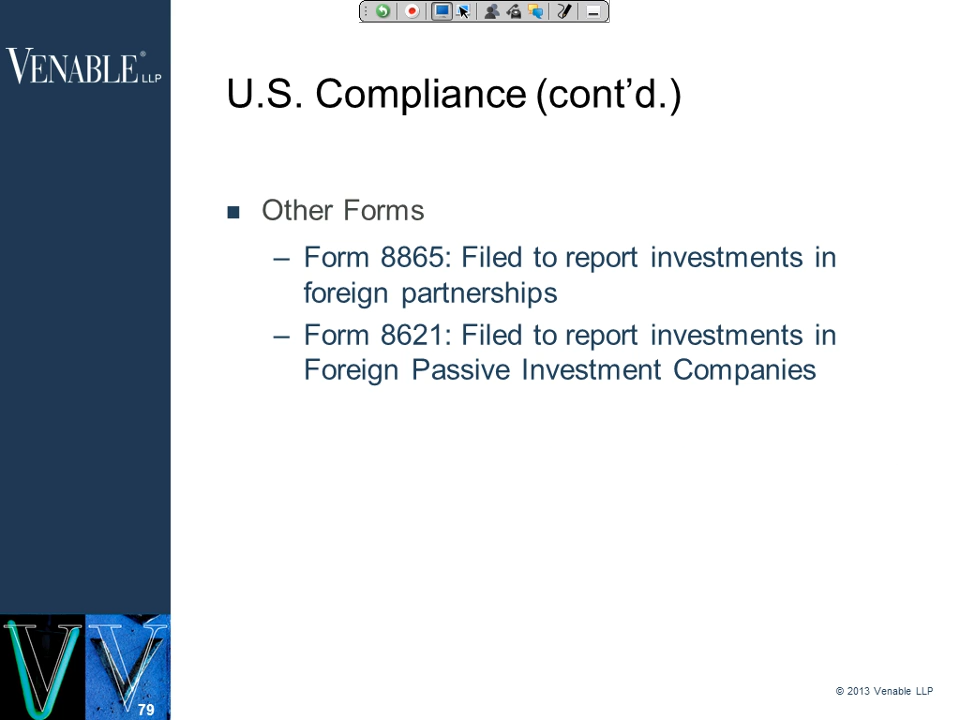 VENABLE® LLP
U.S. Compliance (cont’d.)
■ Other Forms
– Form 8865: Filed to report investments in
foreign partnerships
– Form 8621: Filed to report investments in
Foreign Passive Investment Companies
© 2013 Venable LLP
79